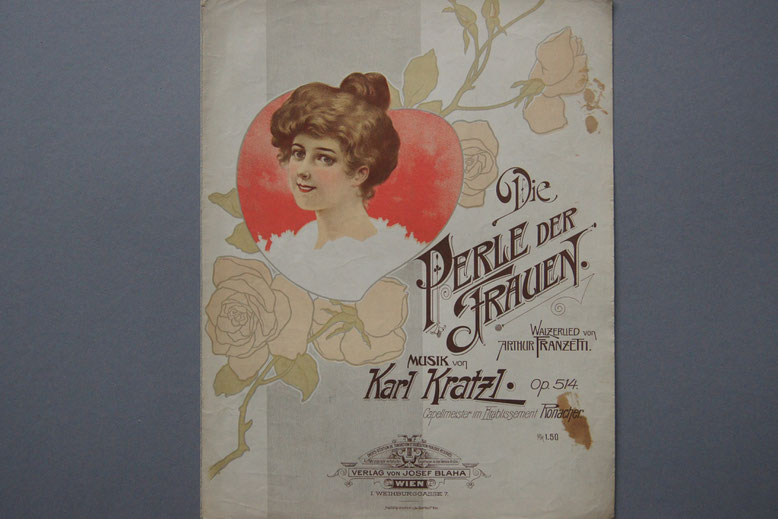 Die
PERLE DER
FRAUEN.
WALZERLIED VON
ARTHUR FRANZETTI.
MUSIK von
Karl Kratzl. Op. 514.
Capellmeister im Etablissement Ronacher.
1.50
VERLAG VON JOSEF BLAHA
WIEN
I. WEIHBURGGASSE 7.